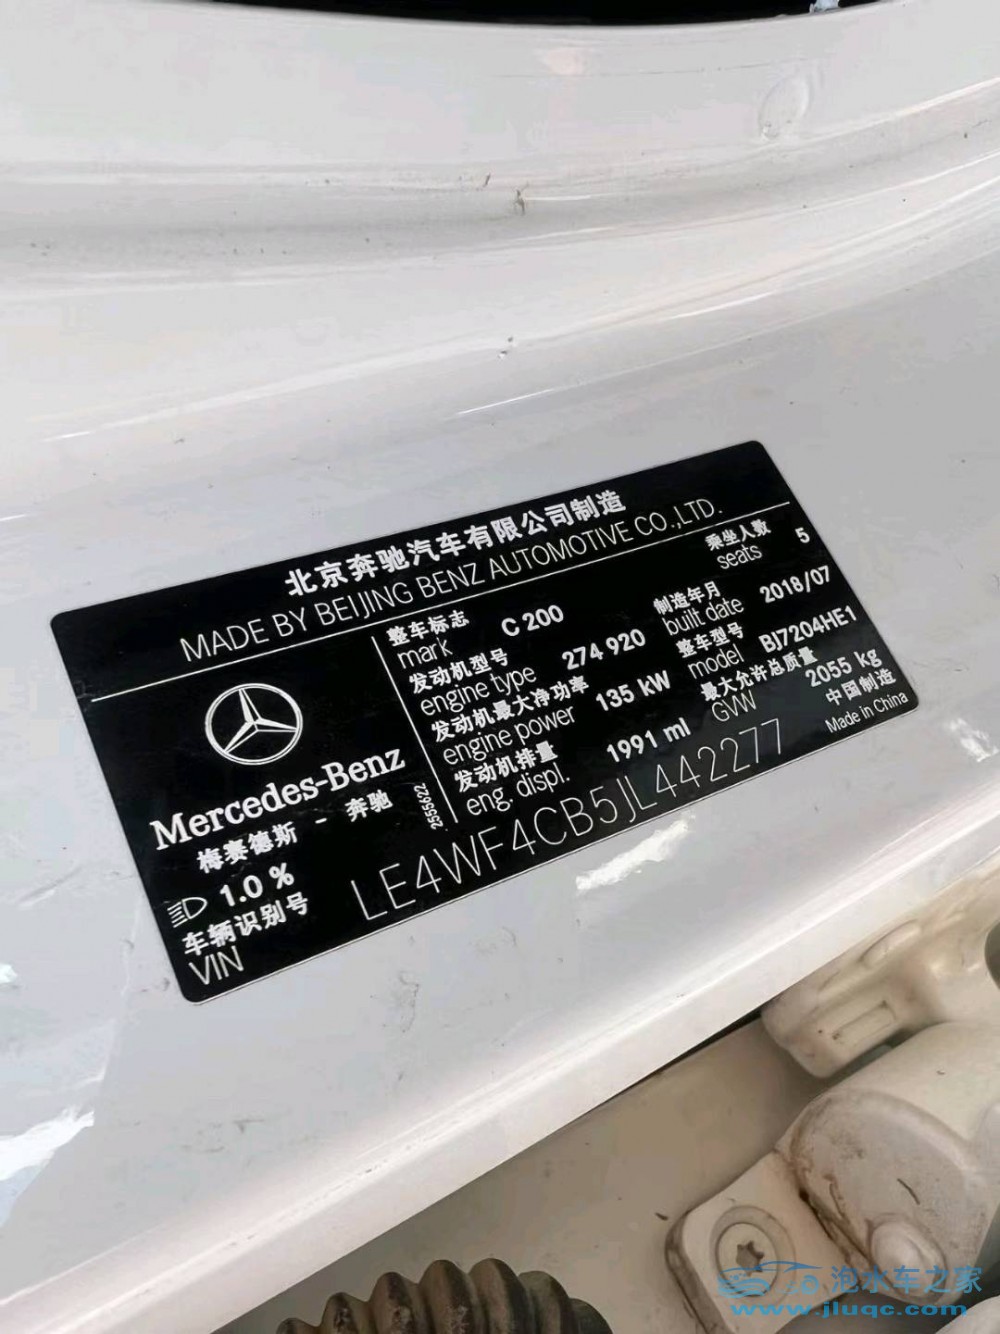 北京奔驰汽车有限公司制造
MADE BY BEIJING BENZ AUTOMOTIVE CO.,LTD.
乘坐人数 5
seats
整车标志 C 200
mark
制造年月 2018/07
built date
发动机型号 274 920
engine type
整车型号 BJ7204HE1
model
发动机最大净功率 135 kW
engine power
最大允许总质量 2055 kg
GVW
发动机排量 1991 ml
eng. displ.
中国制造
Made in China
Mercedes-Benz
梅赛德斯 - 奔驰
2555622
1.0 %
车辆识别号
VIN
LE4WF4CB5JL442277
泡水车之家
www.jluqc.com